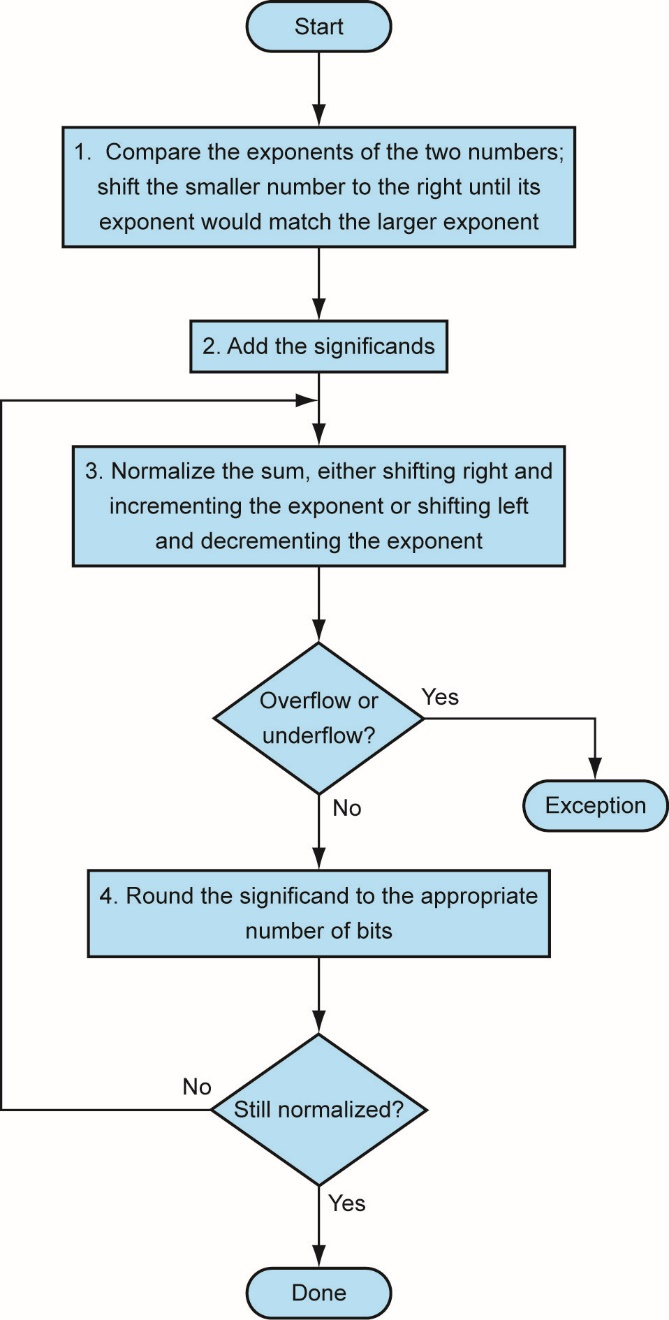 Start
1. Compare the exponents of the two numbers;
shift the smaller number to the right until its
exponent would match the larger exponent
2. Add the significands
3. Normalize the sum, either shifting right and
incrementing the exponent or shifting left
and decrementing the exponent
Overflow or
underflow?
Yes
Exception
No
4. Round the significand to the appropriate
number of bits
Still normalized?
No
Yes
Done